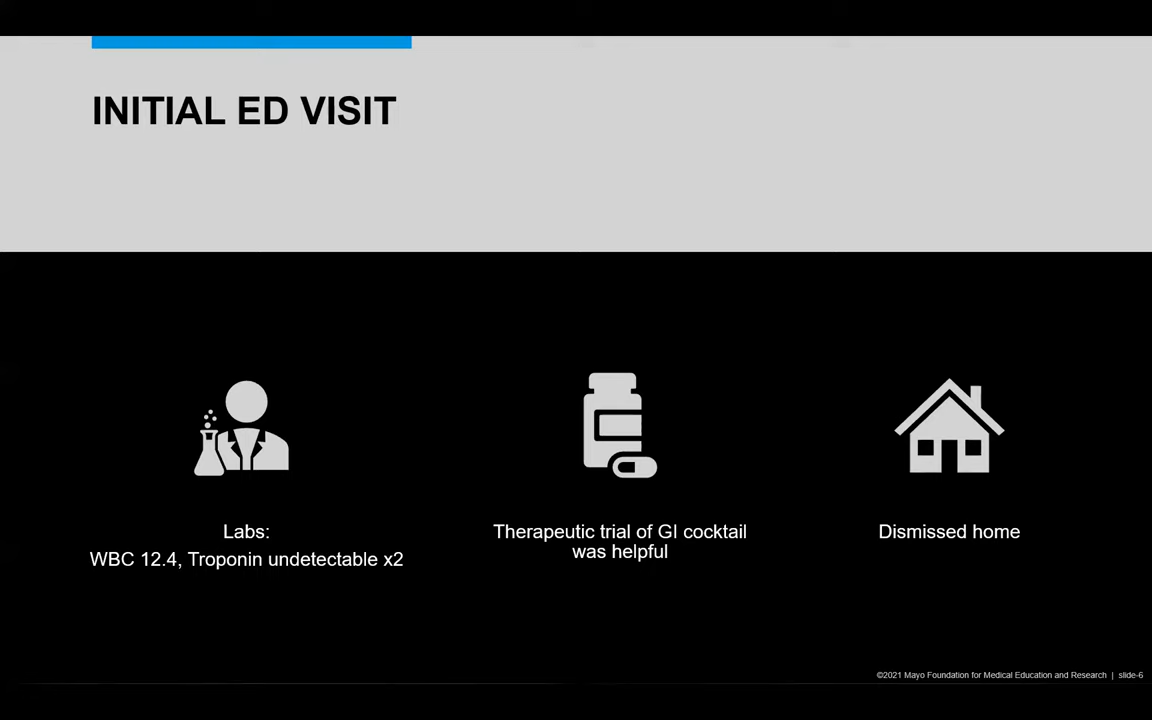 INITIAL ED VISIT
Labs:
WBC 12.4, Troponin undetectable x2
Therapeutic trial of GI cocktail
was helpful
Dismissed home
©2021 Mayo Foundation for Medical Education and Research | slide-6